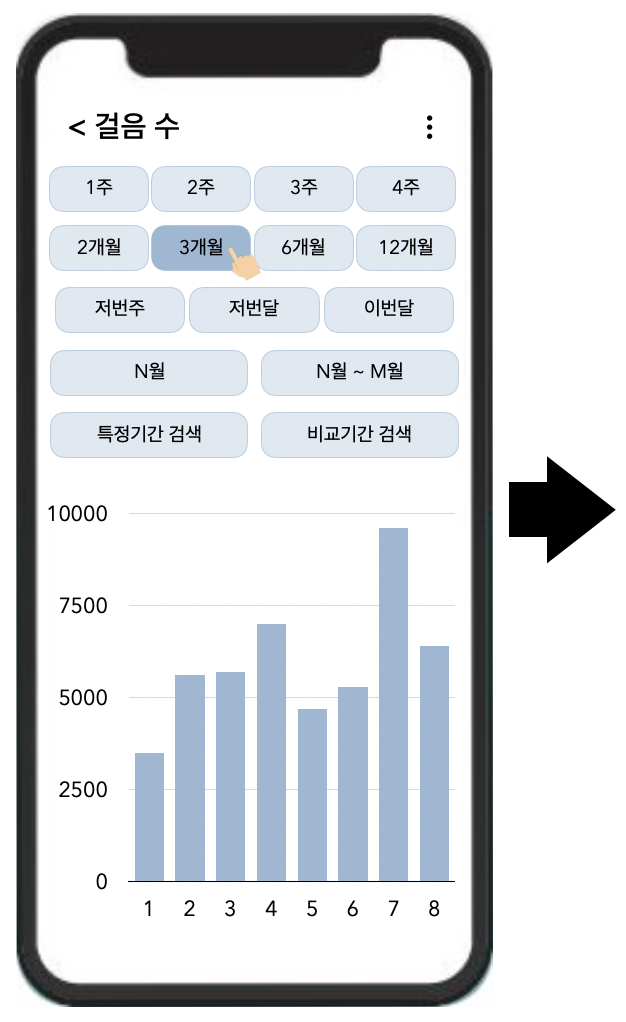 < 걸음 수
1주 2주 3주 4주
2개월 3개월 6개월 12개월
저번주 저번달 이번달
N월 N월 ~ M월
특정기간 검색 비교기간 검색
10000
7500
5000
2500
0
1 2 3 4 5 6 7 8